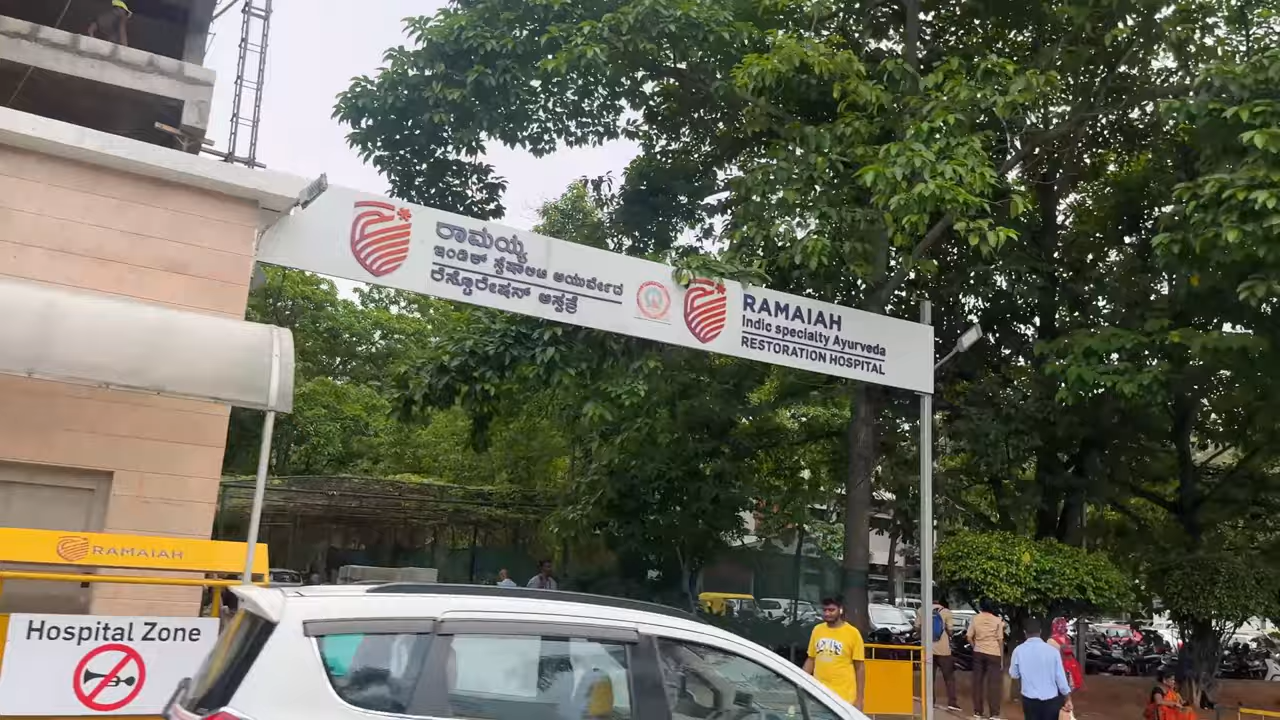 ರಾಮಯ್ಯ
ಇಂಡಿಕ್ ಸ್ಪೆಷಾಲಿಟಿ ಆಯುರ್ವೇದ
ರೆಸ್ಟೊರೇಷನ್ ಆಸ್ಪತ್ರೆ
RAMAIAH
Indic specialty Ayurveda
RESTORATION HOSPITAL
RAMAIAH
Hospital Zone